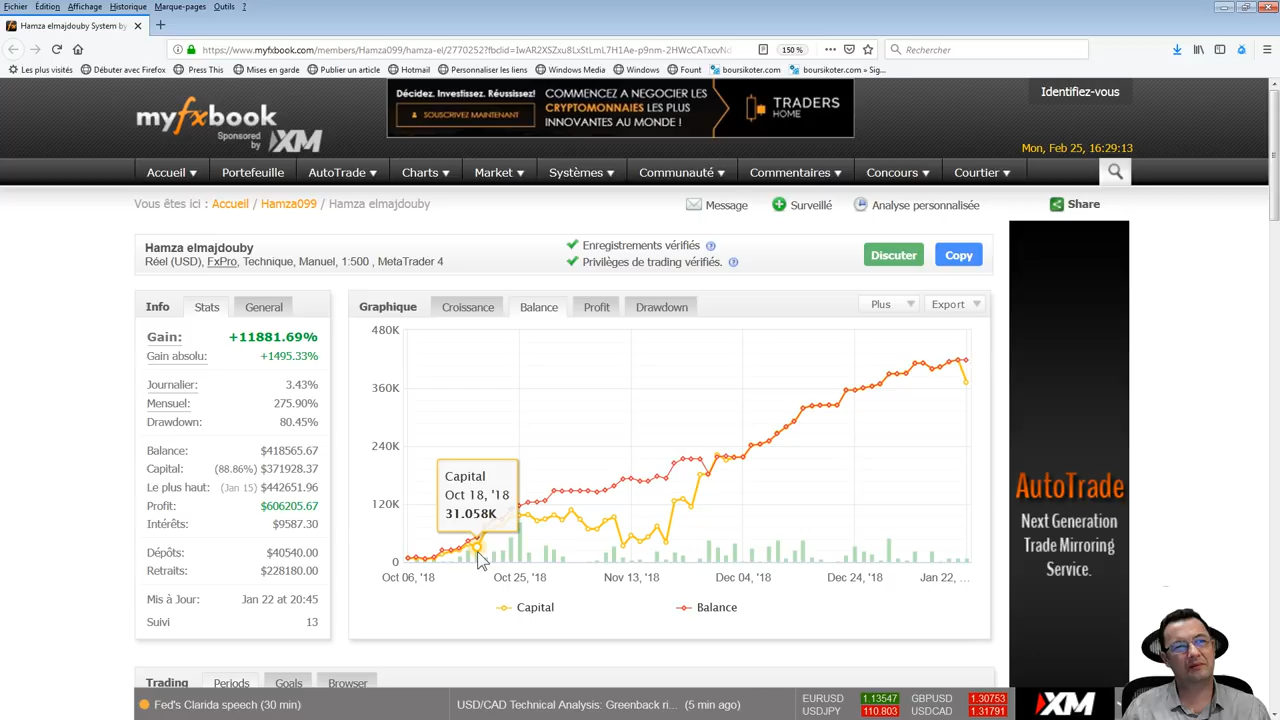 Fichier Édition Affichage Historique Marque-pages Outils ?
Hamza elmajdouby System by
https://www.myfxbook.com/members/Hamza099/hamza-el/2770252?fbclid=IwAR2XSZxu8LxStLmL7H1Ae-p9nm-2HWcCATxcvNd
150 %
Rechercher
Les plus visités Débuter avec Firefox Press This Mises en garde Publier un article Hotmail Personnaliser les liens Windows Media Windows Fount boursikoter.com boursikoter.com » Sig...
myfxbook
Sponsored by XM
Décidez. Investissez. Réussissez!
SOUSCRIVEZ MAINTENANT
COMMENCEZ A NEGOCIER LES
CRYPTOMONNAIES LES PLUS
INNOVANTES AU MONDE !
TRADERS
HOME
Identifiez-vous
Mon, Feb 25, 16:29:13
Accueil Portefeuille AutoTrade Charts Market Systèmes Communauté Commentaires Concours Courtier
Vous êtes ici : Accueil / Hamza099 / Hamza elmajdouby
Message Surveillé Analyse personnalisée Share
Hamza elmajdouby
Réel (USD), FxPro, Technique, Manuel, 1:500 , MetaTrader 4
Enregistrements vérifiés
Privilèges de trading vérifiés.
Discuter Copy
Info Stats General
Gain: +11881.69%
Gain absolu: +1495.33%
Journalier: 3.43%
Mensuel: 275.90%
Drawdown: 80.45%
Balance: $418565.67
Capital: (88.86%) $371928.37
Le plus haut: (Jan 15) $442651.96
Profit: $606205.67
Intérêts: $9587.30
Dépôts: $40540.00
Retraits: $228180.00
Mis à Jour: Jan 22 at 20:45
Suivi 13
Graphique Croissance Balance Profit Drawdown
Plus Export
480K
360K
240K
120K
0
Capital
Oct 18, '18
31.058K
Oct 06, '18 Oct 25, '18 Nov 13, '18 Dec 04, '18 Dec 24, '18 Jan 22, ...
Capital Balance
AutoTrade
Next Generation
Trade Mirroring
Service.
Trading Periods Goals Browser
Fed's Clarida speech (30 min)
USD/CAD Technical Analysis: Greenback ri... (5 min ago)
EURUSD 1.13547 GBPUSD 1.30753
USDJPY 110.803 USDCAD 1.31791
XM